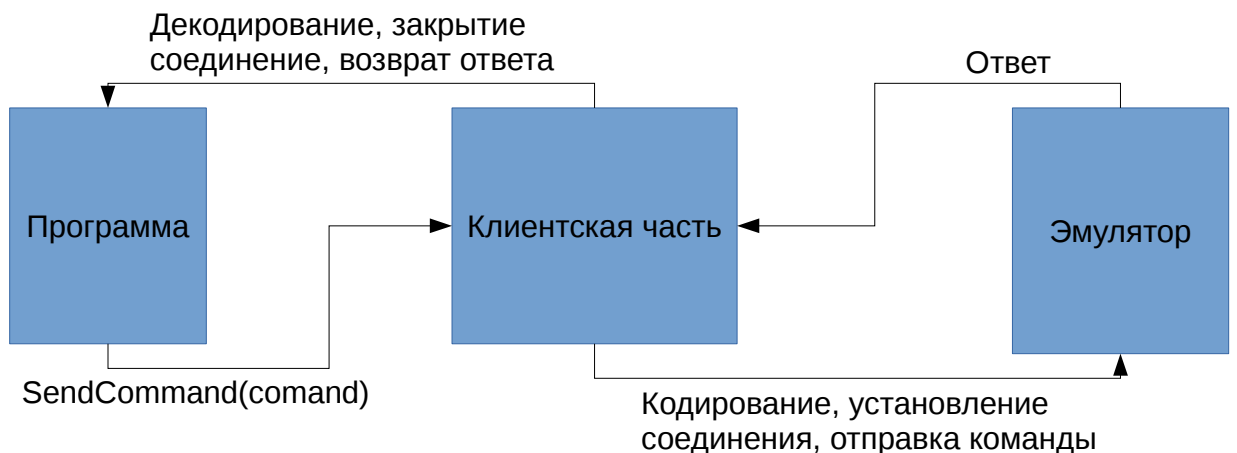 Декодирование, закрытие
соединение, возврат ответа
Ответ
Программа
Клиентская часть
Эмулятор
SendCommand(comand)
Кодирование, установление
соединения, отправка команды